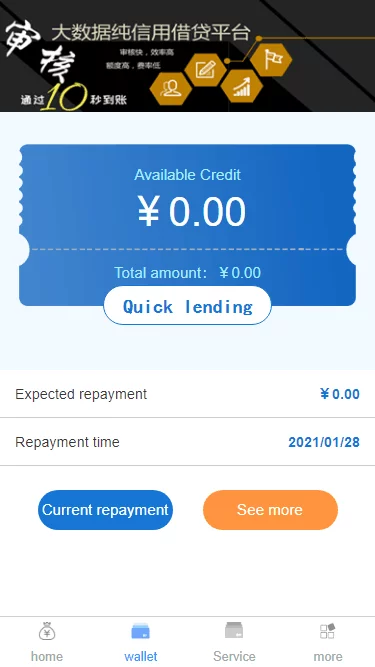 审核
大数据纯信用借贷平台
审核快，效率高
额度高，费率低
通过10秒到账
Available Credit
￥0.00
Total amount：￥0.00
Quick lending
Expected repayment ￥0.00
Repayment time 2021/01/28
Current repayment See more
home wallet Service more